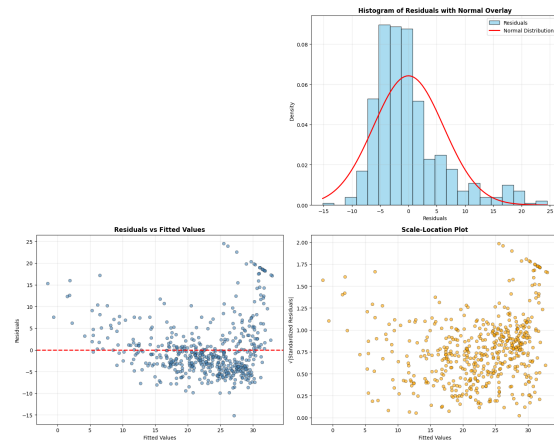 Histogram of Residuals with Normal Overlay
Residuals
Normal Distribution
Density
0.08
0.06
0.04
0.02
0.00
−15 −10 −5 0 5 10 15 20 25
Residuals
Residuals vs Fitted Values
Residuals
25
20
15
10
5
0
−5
−10
−15
0 5 10 15 20 25 30
Fitted Values
Scale-Location Plot
√|Standardized Residuals|
2.00
1.75
1.50
1.25
1.00
0.75
0.50
0.25
0.00
0 5 10 15 20 25 30
Fitted Values